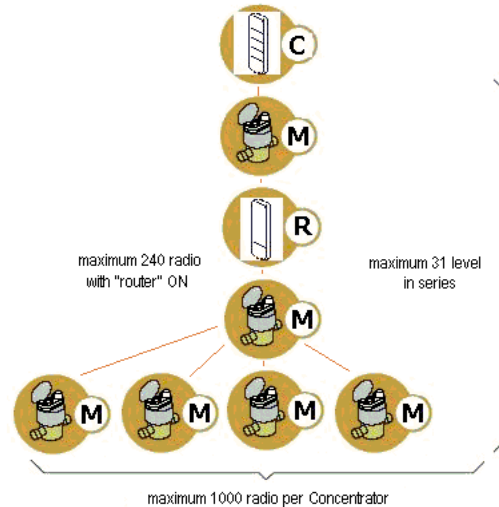 C
M
R
maximum 240 radio
with "router" ON
maximum 31 level
in series
M
M
M
M
M
maximum 1000 radio per Concentrator